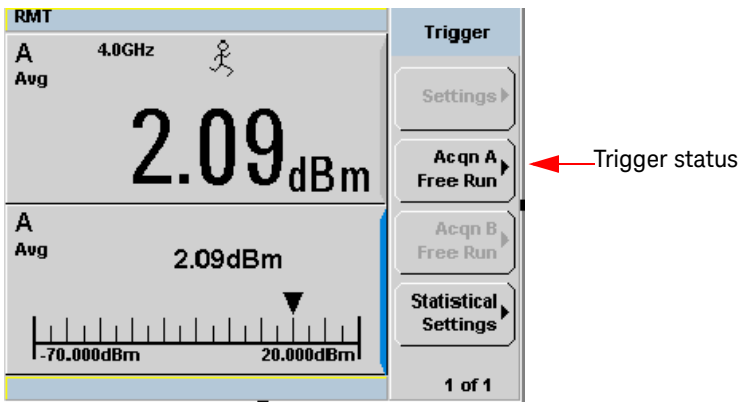 RMT
A
4.0GHz
Avg
2.09dBm
A
Avg
2.09dBm
-70.000dBm
20.000dBm
Trigger
Settings
Acqn A
Free Run
Acqn B
Free Run
Statistical
Settings
1 of 1
Trigger status